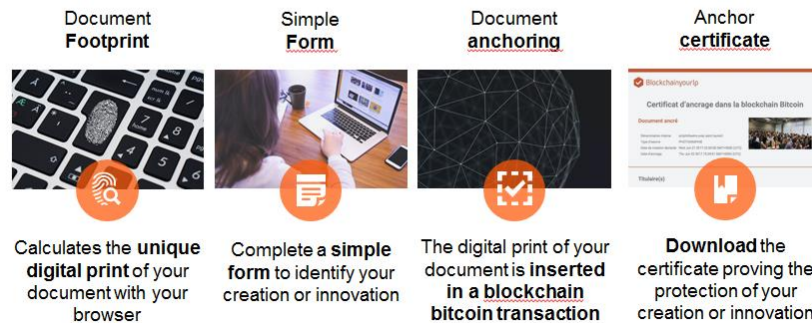 Document
Footprint
Simple
Form
Document
anchoring
Anchor
certificate
Blockchainyourip
Certificat d'ancrage dans la blockchain Bitcoin
Document ancré
Titulaire(s)
Calculates the unique
digital print of your
document with your
browser
Complete a simple
form to identify your
creation or innovation
The digital print of your
document is inserted
in a blockchain
bitcoin transaction
Download the
certificate proving the
protection of your
creation or innovation